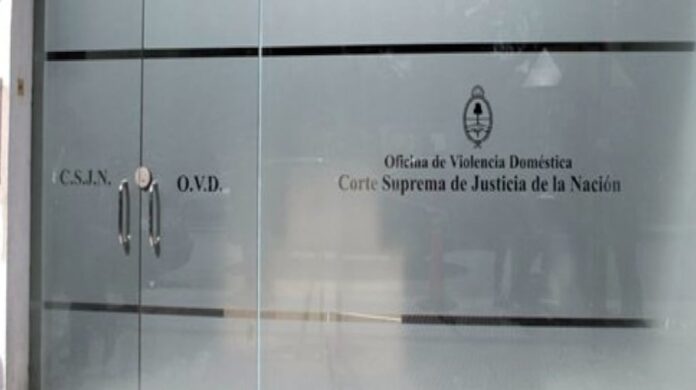 C.S.J.N.
O.V.D.
Oficina de Violencia Doméstica
Corte Suprema de Justicia de la Nación